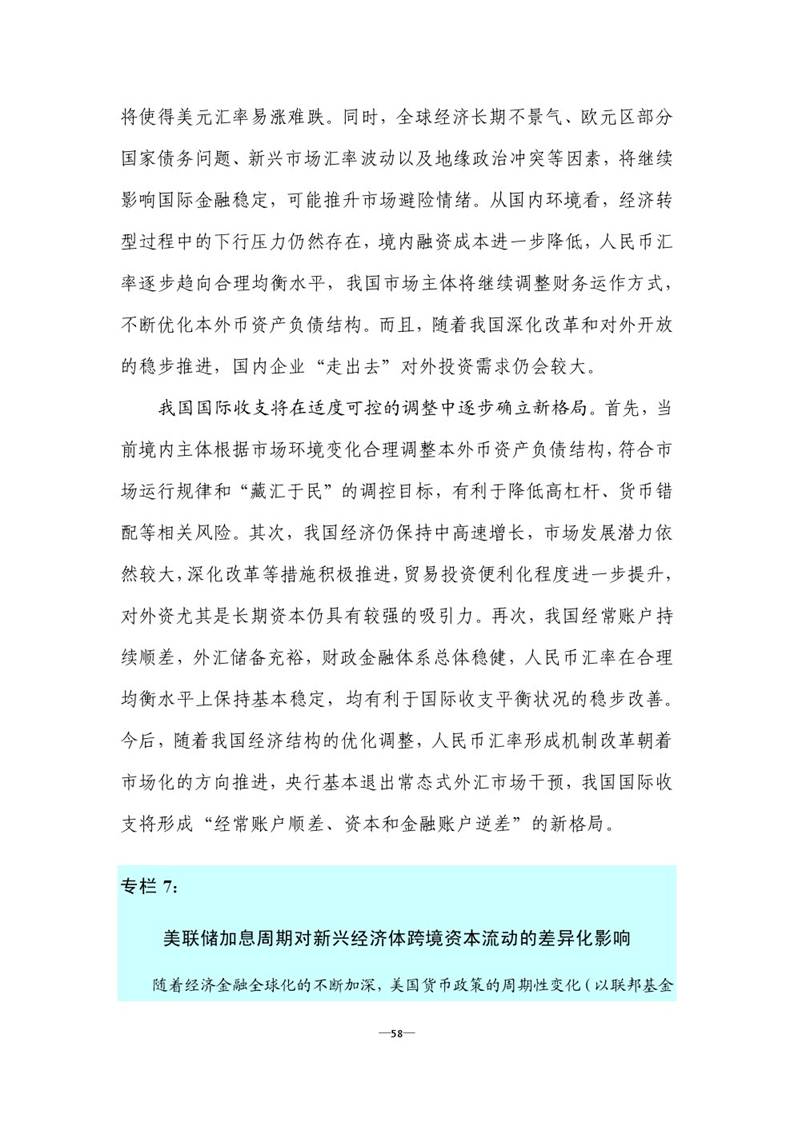 将使得美元汇率易涨难跌。同时，全球经济长期不景气、欧元区部分
国家债务问题、新兴市场汇率波动以及地缘政治冲突等因素，将继续
影响国际金融稳定，可能推升市场避险情绪。从国内环境看，经济转
型过程中的下行压力仍然存在，境内融资成本进一步降低，人民币汇
率逐步趋向合理均衡水平，我国市场主体将继续调整财务运作方式，
不断优化本外币资产负债结构。而且，随着我国深化改革和对外开放
的稳步推进，国内企业“走出去”对外投资需求仍会较大。
我国国际收支将在适度可控的调整中逐步确立新格局。首先，当
前境内主体根据市场环境变化合理调整本外币资产负债结构，符合市
场运行规律和“藏汇于民”的调控目标，有利于降低高杠杆、货币错
配等相关风险。其次，我国经济仍保持中高速增长，市场发展潜力依
然较大，深化改革等措施积极推进，贸易投资便利化程度进一步提升，
对外资尤其是长期资本仍具有较强的吸引力。再次，我国经常账户持
续顺差，外汇储备充裕，财政金融体系总体稳健，人民币汇率在合理
均衡水平上保持基本稳定，均有利于国际收支平衡状况的稳步改善。
今后，随着我国经济结构的优化调整，人民币汇率形成机制改革朝着
市场化的方向推进，央行基本退出常态式外汇市场干预，我国国际收
支将形成“经常账户顺差、资本和金融账户逆差”的新格局。
专栏 7：
美联储加息周期对新兴经济体跨境资本流动的差异化影响
随着经济金融全球化的不断加深，美国货币政策的周期性变化（以联邦基金
—58—